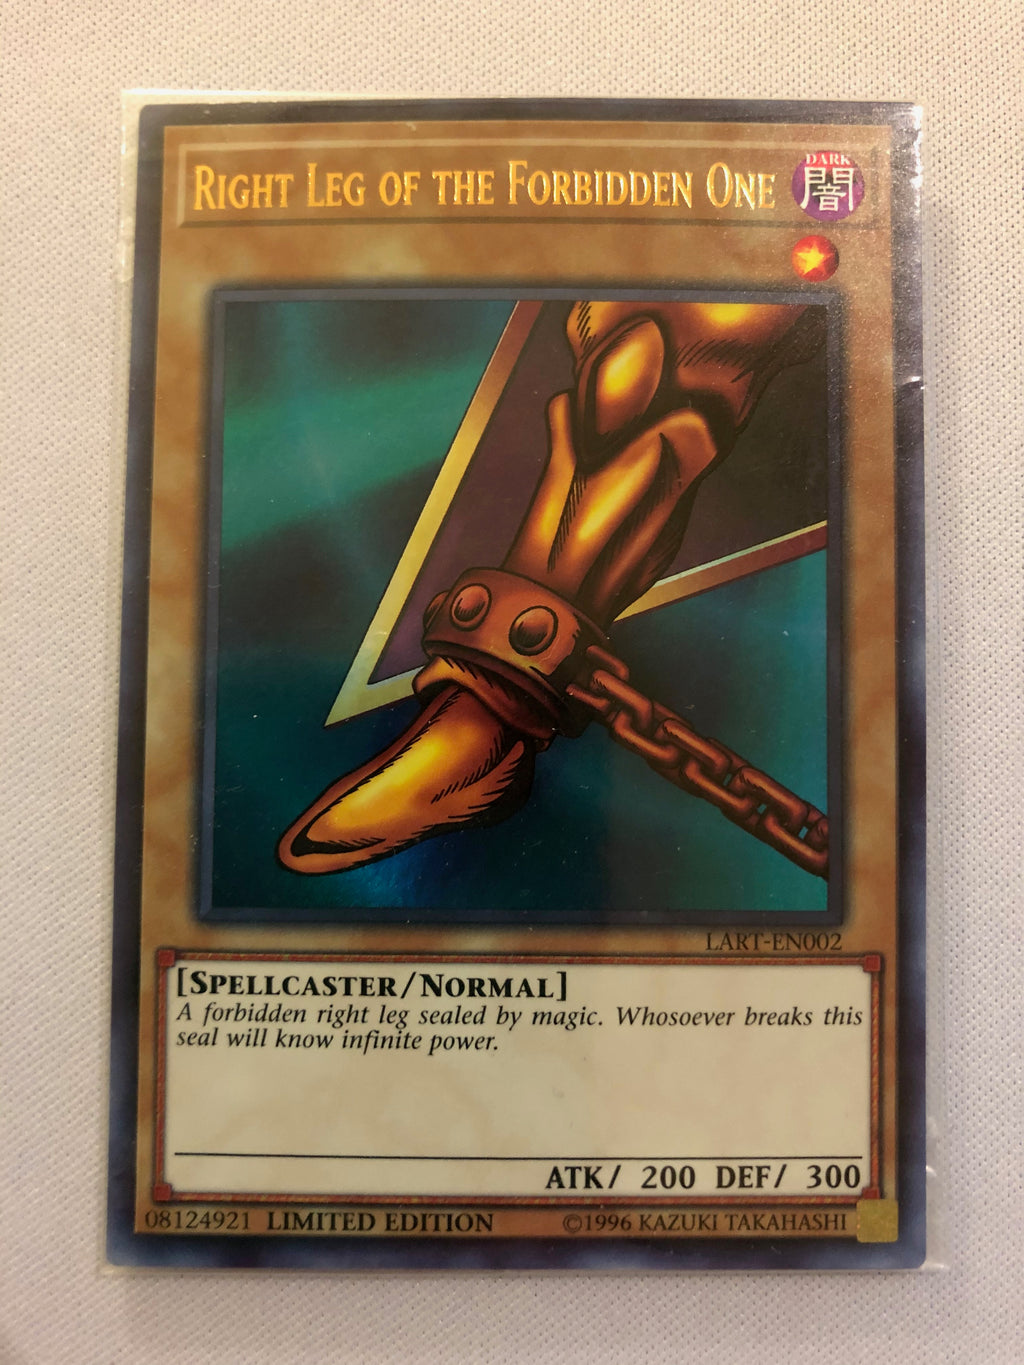 RIGHT LEG OF THE FORBIDDEN ONE
DARK
闇
LART-EN002
[SPELLCASTER/NORMAL]
A forbidden right leg sealed by magic. Whosoever breaks this
seal will know infinite power.
ATK/ 200 DEF/ 300
08124921 LIMITED EDITION ©1996 KAZUKI TAKAHASHI